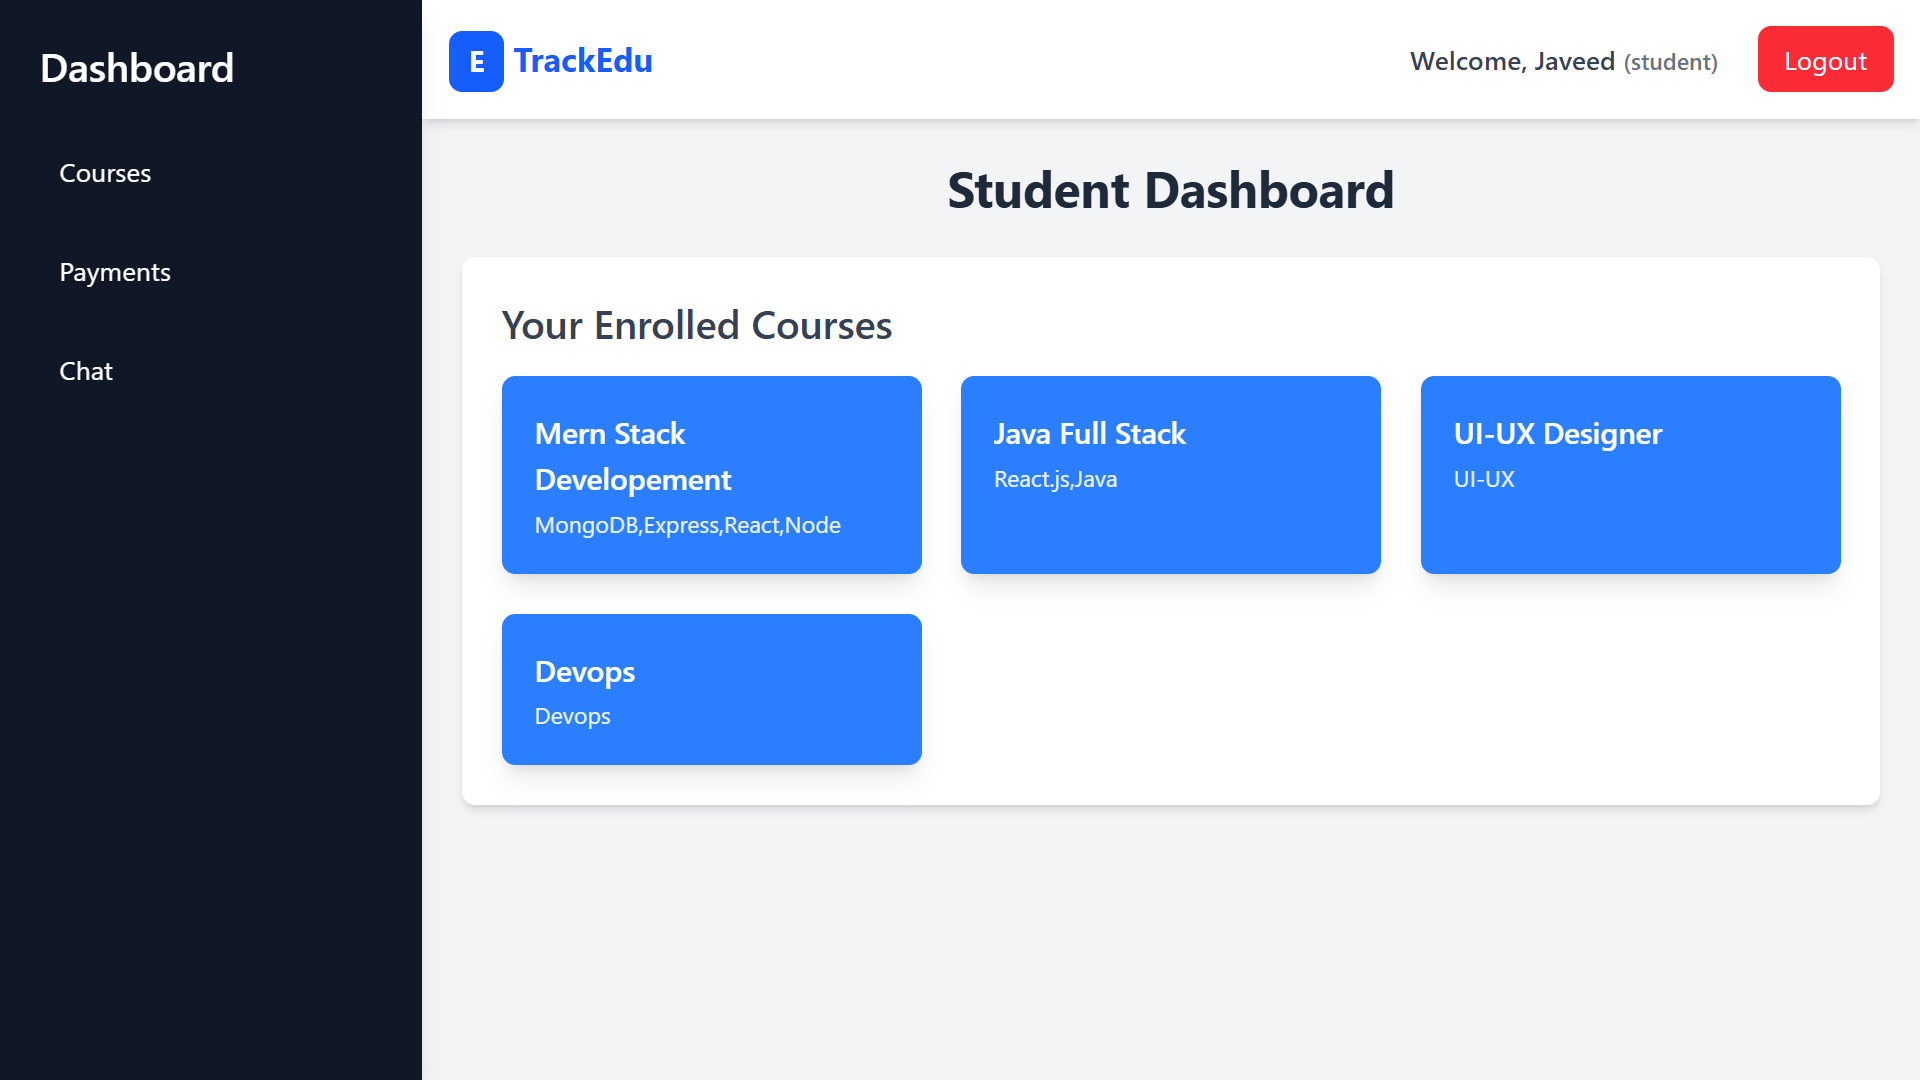 Dashboard
Courses
Payments
Chat
E TrackEdu
Welcome, Javeed (student)
Logout
Student Dashboard
Your Enrolled Courses
Mern Stack
Developement
MongoDB,Express,React,Node
Java Full Stack
React.js,Java
UI-UX Designer
UI-UX
Devops
Devops